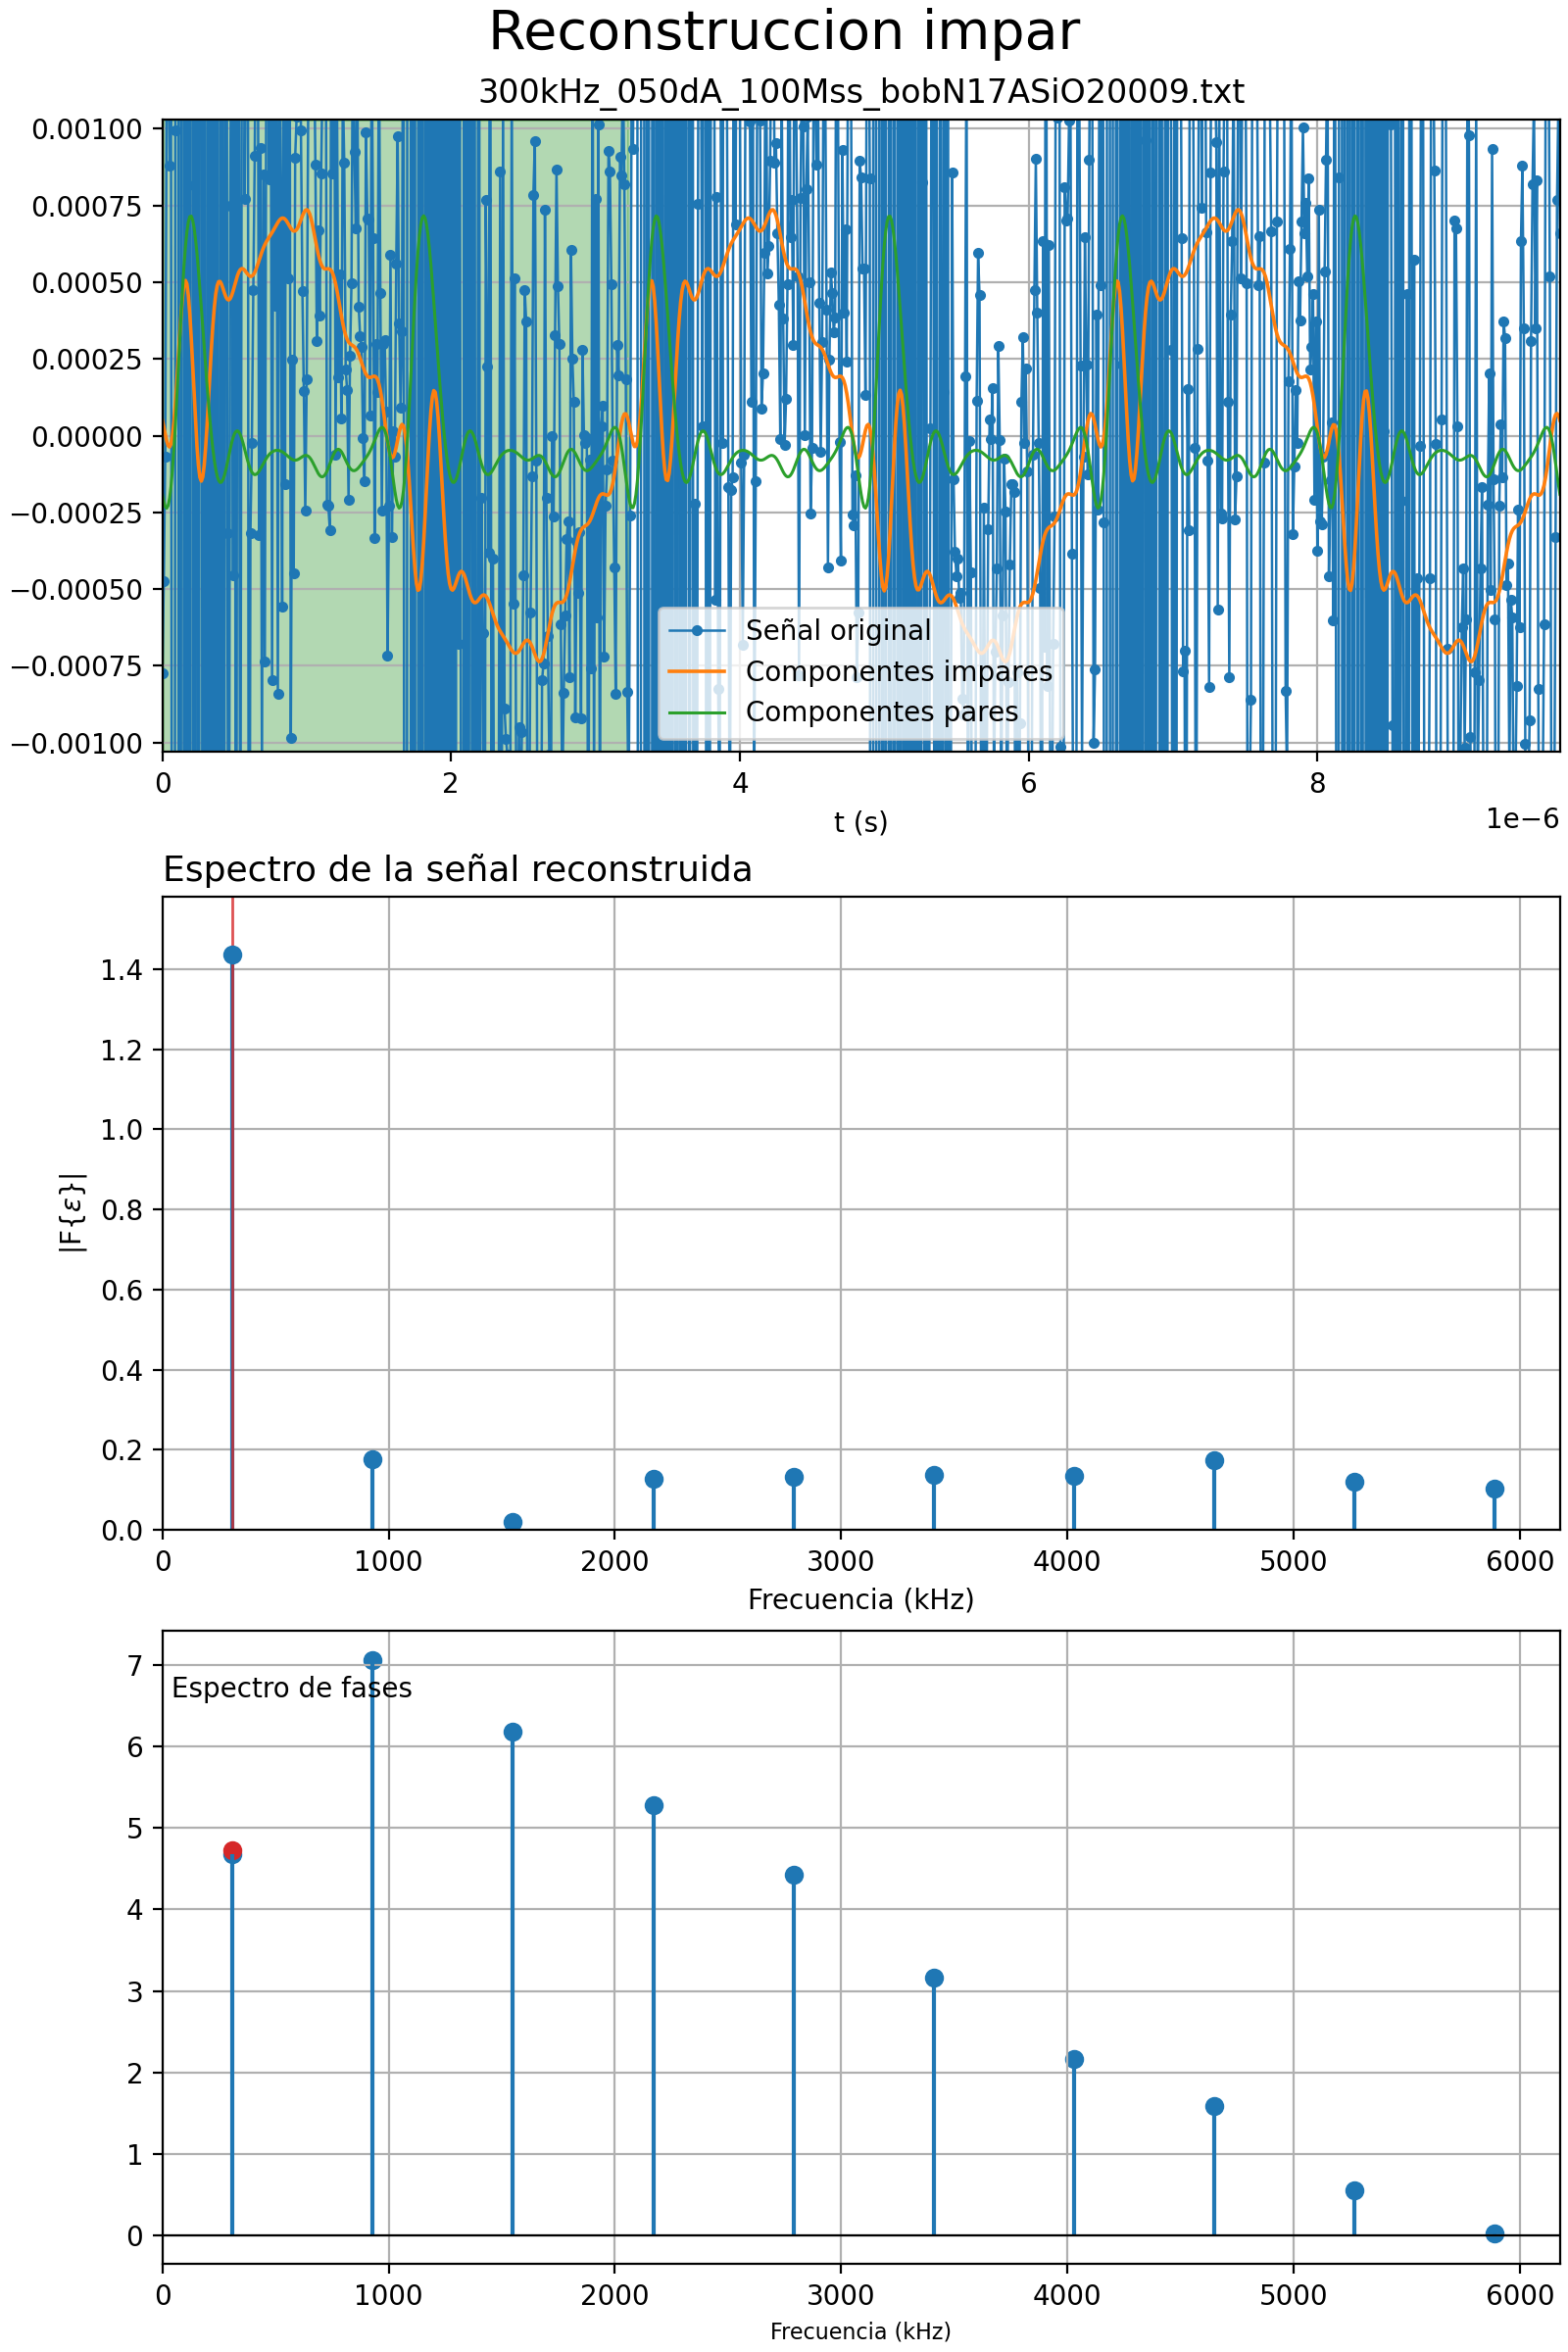 Reconstruccion impar
300kHz_050dA_100Mss_bobN17ASiO20009.txt
0.00100
0.00075
0.00050
0.00025
0.00000
−0.00025
−0.00050
−0.00075
−0.00100
Señal original
Componentes impares
Componentes pares
0 2 4 6 8
1e−6
t (s)
Espectro de la señal reconstruida
1.4
1.2
1.0
0.8
0.6
0.4
0.2
0.0
|F{ε}|
0 1000 2000 3000 4000 5000 6000
Frecuencia (kHz)
7
Espectro de fases
6
5
4
3
2
1
0
0 1000 2000 3000 4000 5000 6000
Frecuencia (kHz)